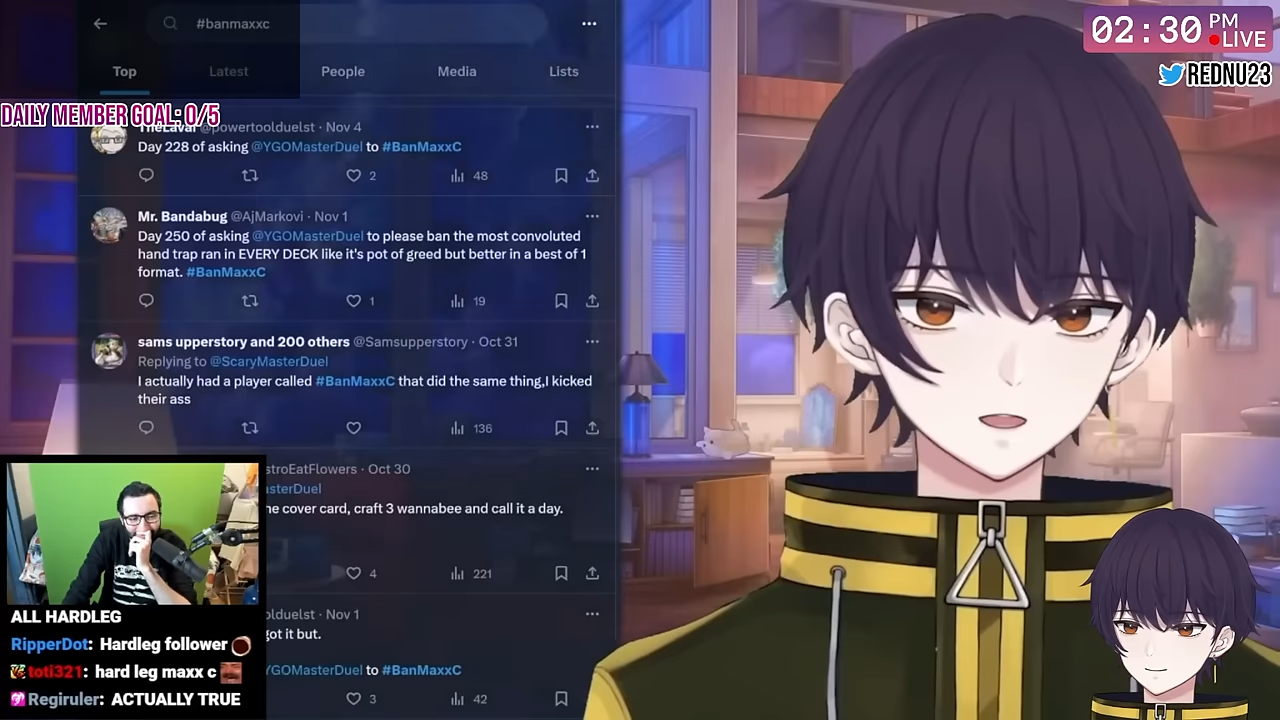 #banmaxxc
02:30 PM
LIVE
REDNU23
Top Latest People Media Lists
DAILY MEMBER GOAL: 0/5
TheLaval @powertoolduelst · Nov 4
Day 228 of asking @YGOMasterDuel to #BanMaxxC
2 48
Mr. Bandabug @AjMarkovi · Nov 1
Day 250 of asking @YGOMasterDuel to please ban the most convoluted
hand trap ran in EVERY DECK like it's pot of greed but better in a best of 1
format. #BanMaxxC
1 19
sams upperstory and 200 others @Samsupperstory · Oct 31
Replying to @ScaryMasterDuel
I actually had a player called #BanMaxxC that did the same thing,I kicked
their ass
136
stroEatFlowers · Oct 30
asterDuel
ne cover card, craft 3 wannabee and call it a day.
4 221
olduelst · Nov 1
got it but.
YGOMasterDuel to #BanMaxxC
3 42
ALL HARDLEG
RipperDot: Hardleg follower
toti321: hard leg maxx c
Regiruler: ACTUALLY TRUE